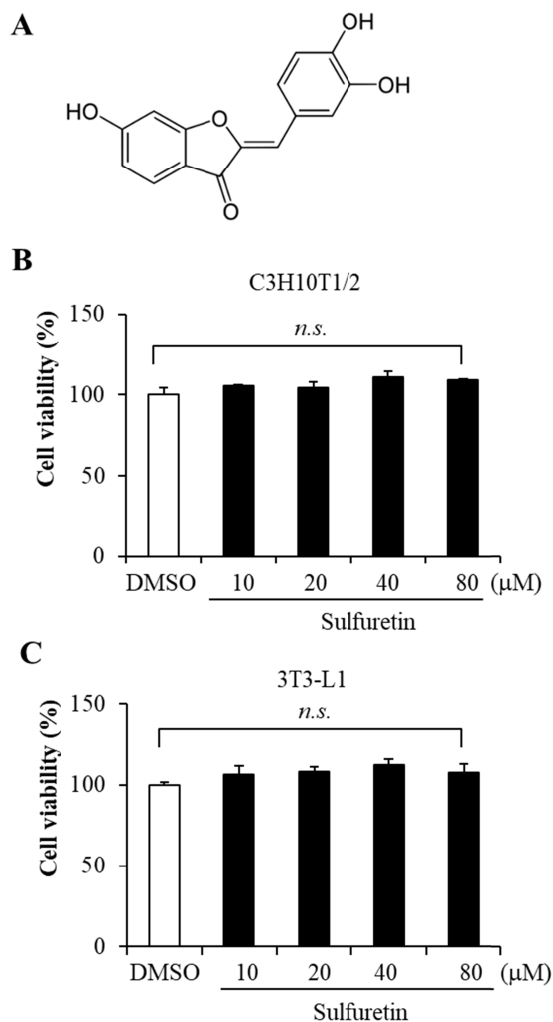 A
OH
HO
O
OH
O
B
C3H10T1/2
n.s.
Cell viability (%)
150
100
50
0
DMSO 10 20 40 80 (μM)
Sulfuretin
C
3T3-L1
n.s.
Cell viability (%)
150
100
50
0
DMSO 10 20 40 80 (μM)
Sulfuretin